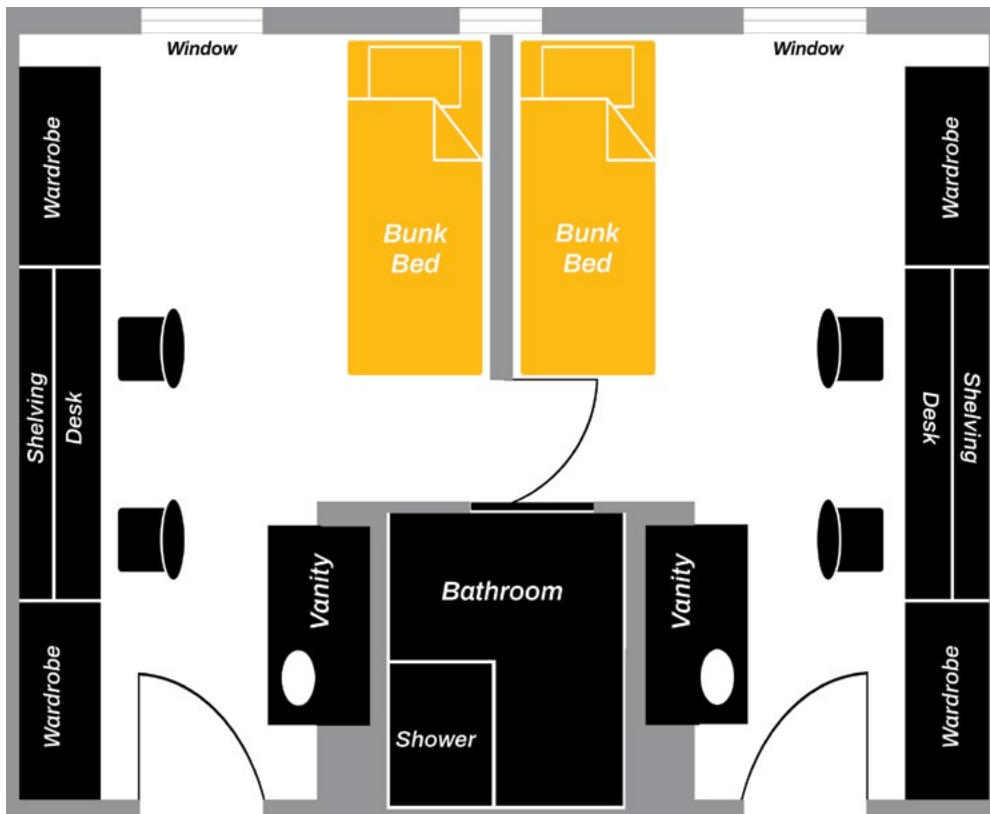 Window
Window
Wardrobe
Wardrobe
Bunk
Bed
Bunk
Bed
Shelving
Desk
Desk
Shelving
Vanity
Bathroom
Vanity
Wardrobe
Shower
Wardrobe